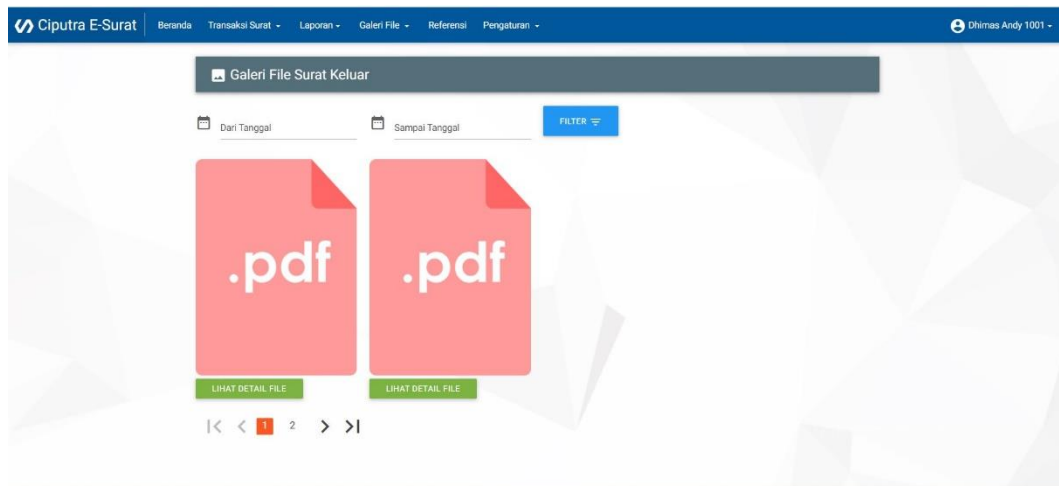 Ciputra E-Surat Beranda Transaksi Surat Laporan Galeri File Referensi Pengaturan Dhimas Andy 1001
Galeri File Surat Keluar
Dari Tanggal Sampai Tanggal FILTER
.pdf .pdf
LIHAT DETAIL FILE LIHAT DETAIL FILE
1 2